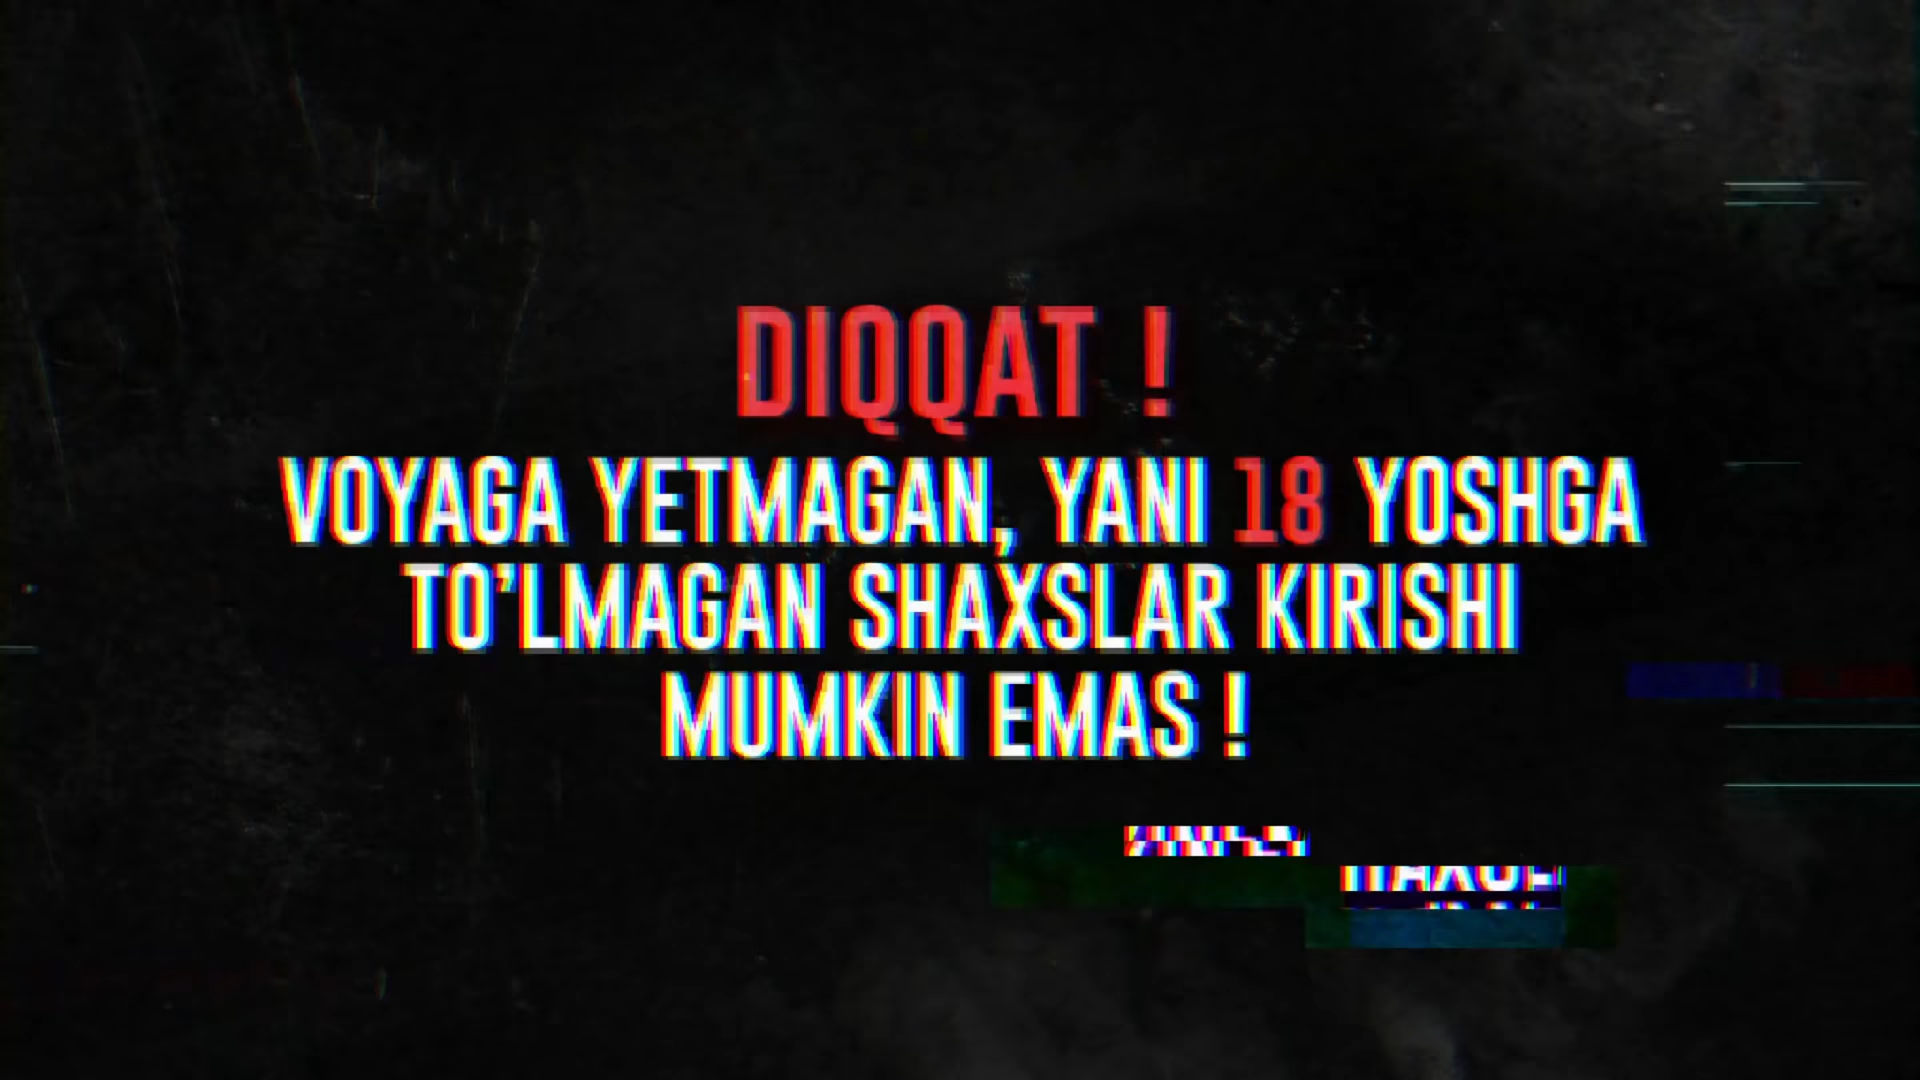 DIQQAT !
VOYAGA YETMAGAN, YANI 18 YOSHGA
TO'LMAGAN SHAXSLAR KIRISHI
MUMKIN EMAS !